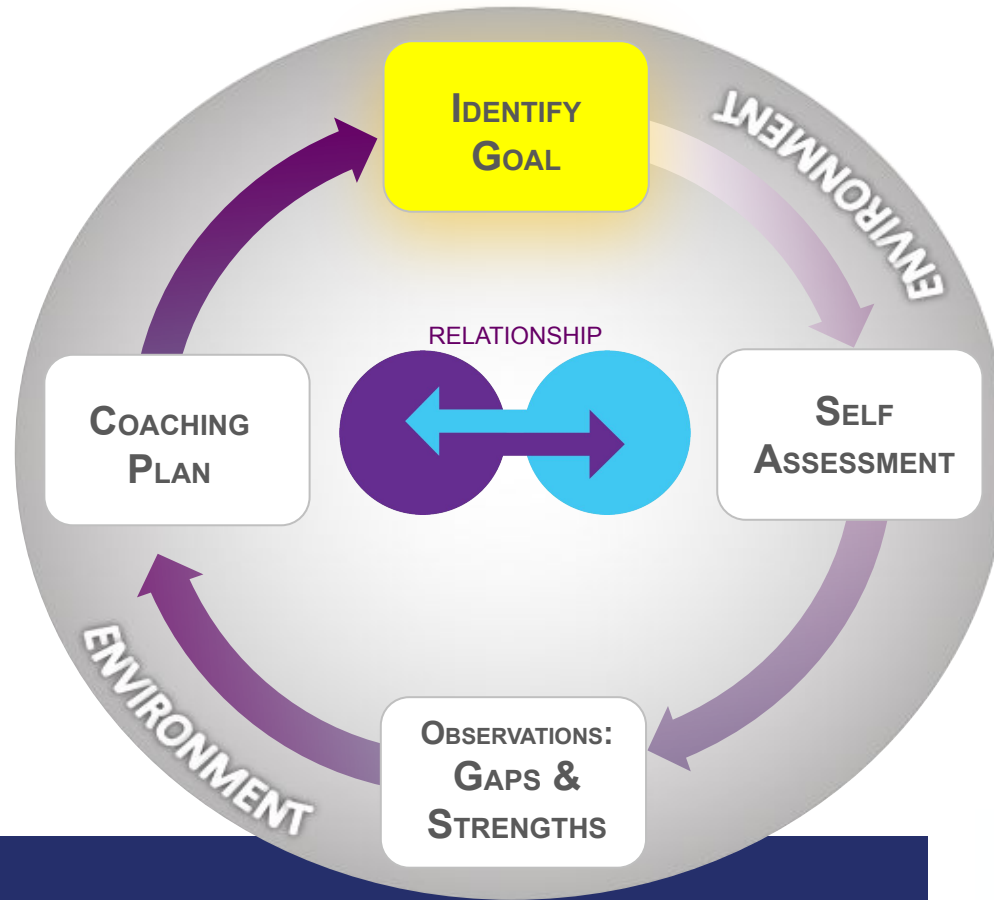 IDENTIFY
GOAL
ENVIRONMENT
RELATIONSHIP
COACHING
PLAN
SELF
ASSESSMENT
ENVIRONMENT
OBSERVATIONS:
GAPS &
STRENGTHS